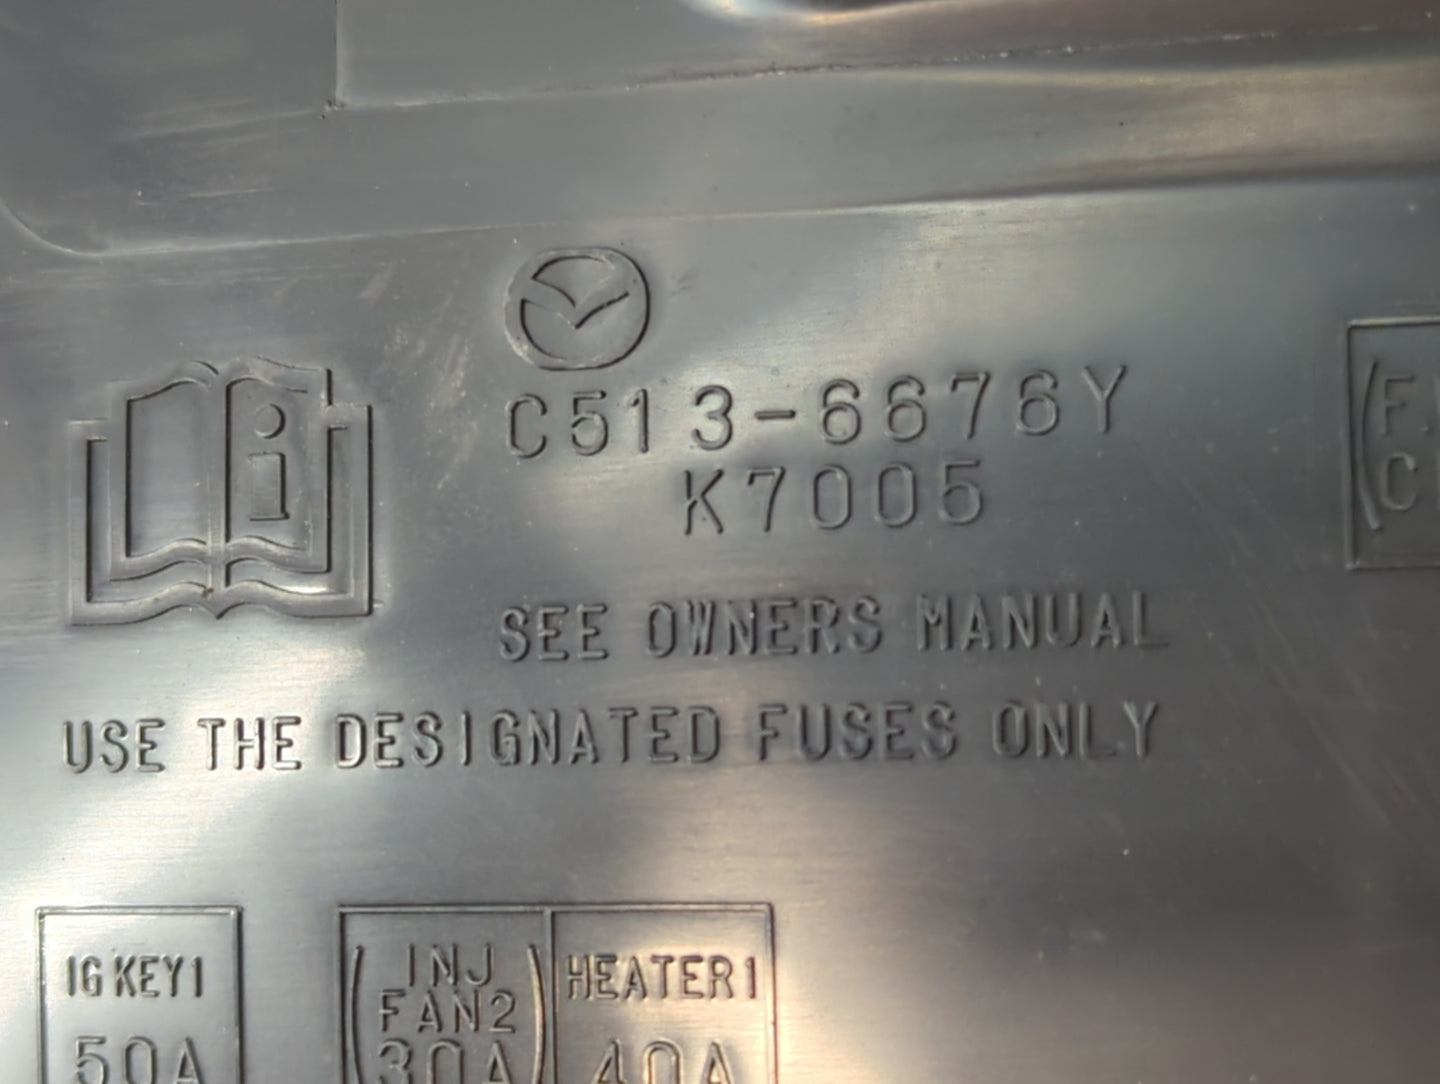 C513-6676Y
K7005
SEE OWNERS MANUAL
USE THE DESIGNATED FUSES ONLY
IG KEY1
50A
(INJ
FAN2
30A)
HEATER1
40A
(F.
C